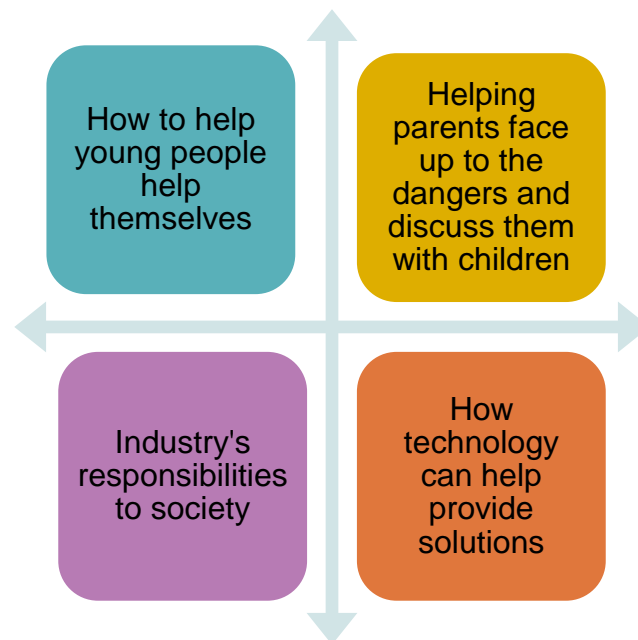 How to help
young people
help
themselves
Helping
parents face
up to the
dangers and
discuss them
with children
Industry's
responsibilities
to society
How
technology
can help
provide
solutions